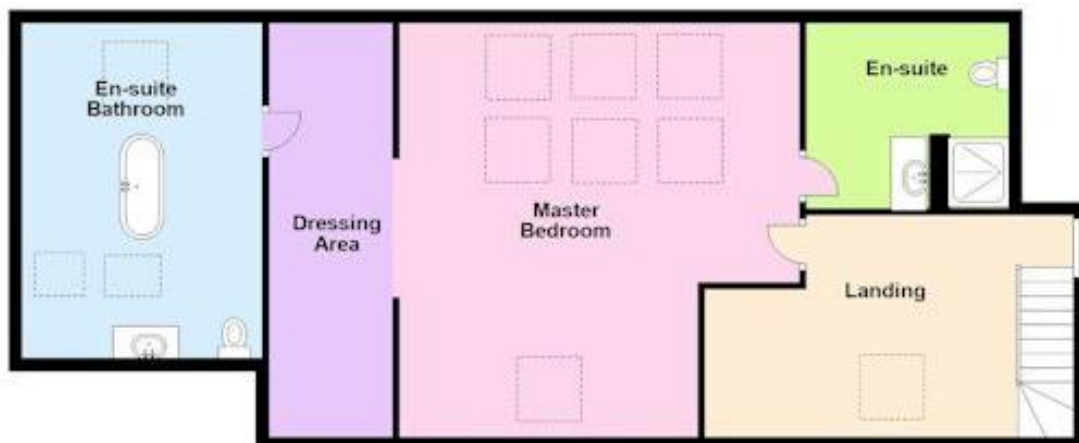 En-suite
Bathroom
Dressing
Area
Master
Bedroom
En-suite
Landing